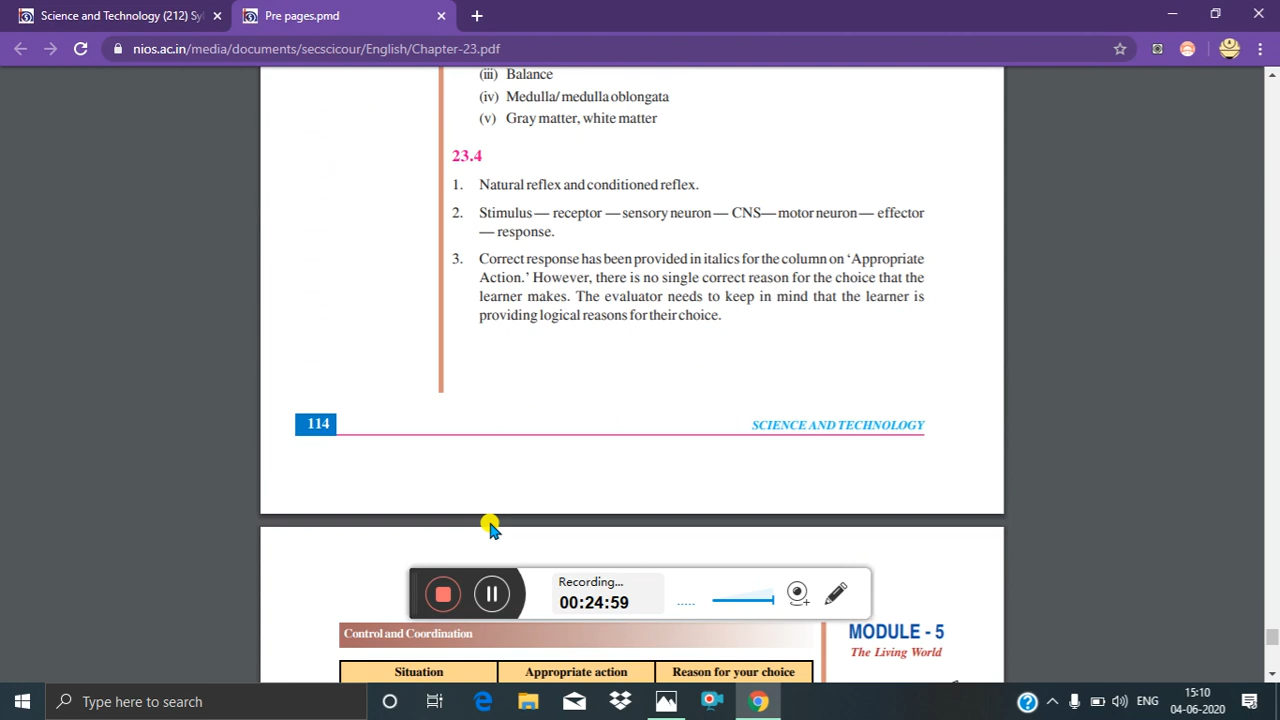 Science and Technology (212) Syl
Pre pages.pmd
nios.ac.in/media/documents/secscicour/English/Chapter-23.pdf
(iii) Balance
(iv) Medulla/ medulla oblongata
(v) Gray matter, white matter
23.4
1. Natural reflex and conditioned reflex.
2. Stimulus — receptor — sensory neuron — CNS— motor neuron — effector
— response.
3. Correct response has been provided in italics for the column on ‘Appropriate
Action.’ However, there is no single correct reason for the choice that the
learner makes. The evaluator needs to keep in mind that the learner is
providing logical reasons for their choice.
114
SCIENCE AND TECHNOLOGY
Recording...
00:24:59
Control and Coordination
MODULE - 5
The Living World
Situation Appropriate action Reason for your choice
Type here to search
ENG
15:10
04-06-2020